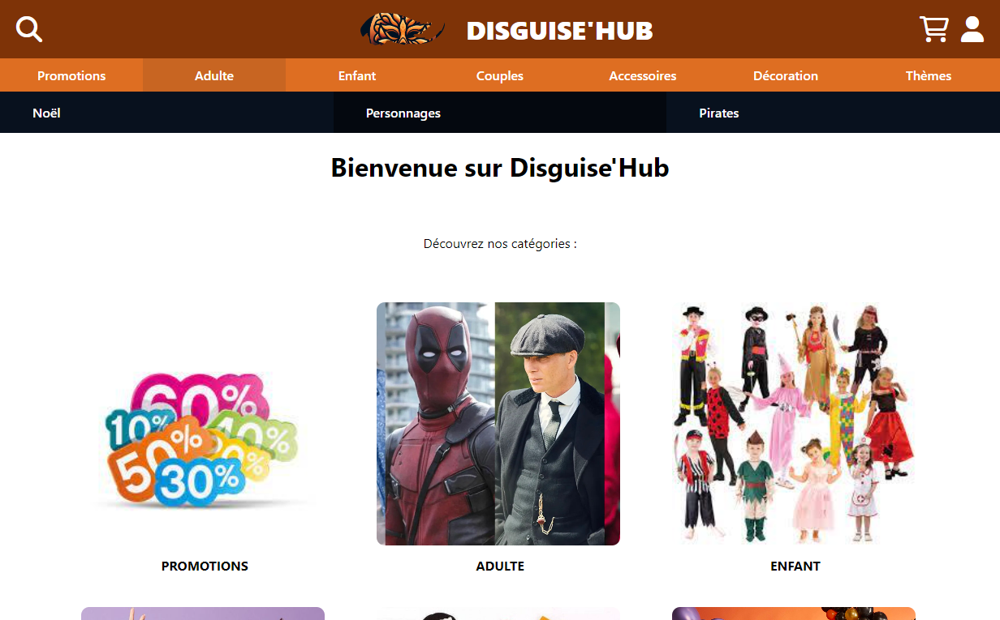 DISGUISE'HUB
Promotions Adulte Enfant Couples Accessoires Décoration Thèmes
Noël Personnages Pirates
Bienvenue sur Disguise'Hub
Découvrez nos catégories :
60%
10% 40%
50%
30%
PROMOTIONS ADULTE ENFANT